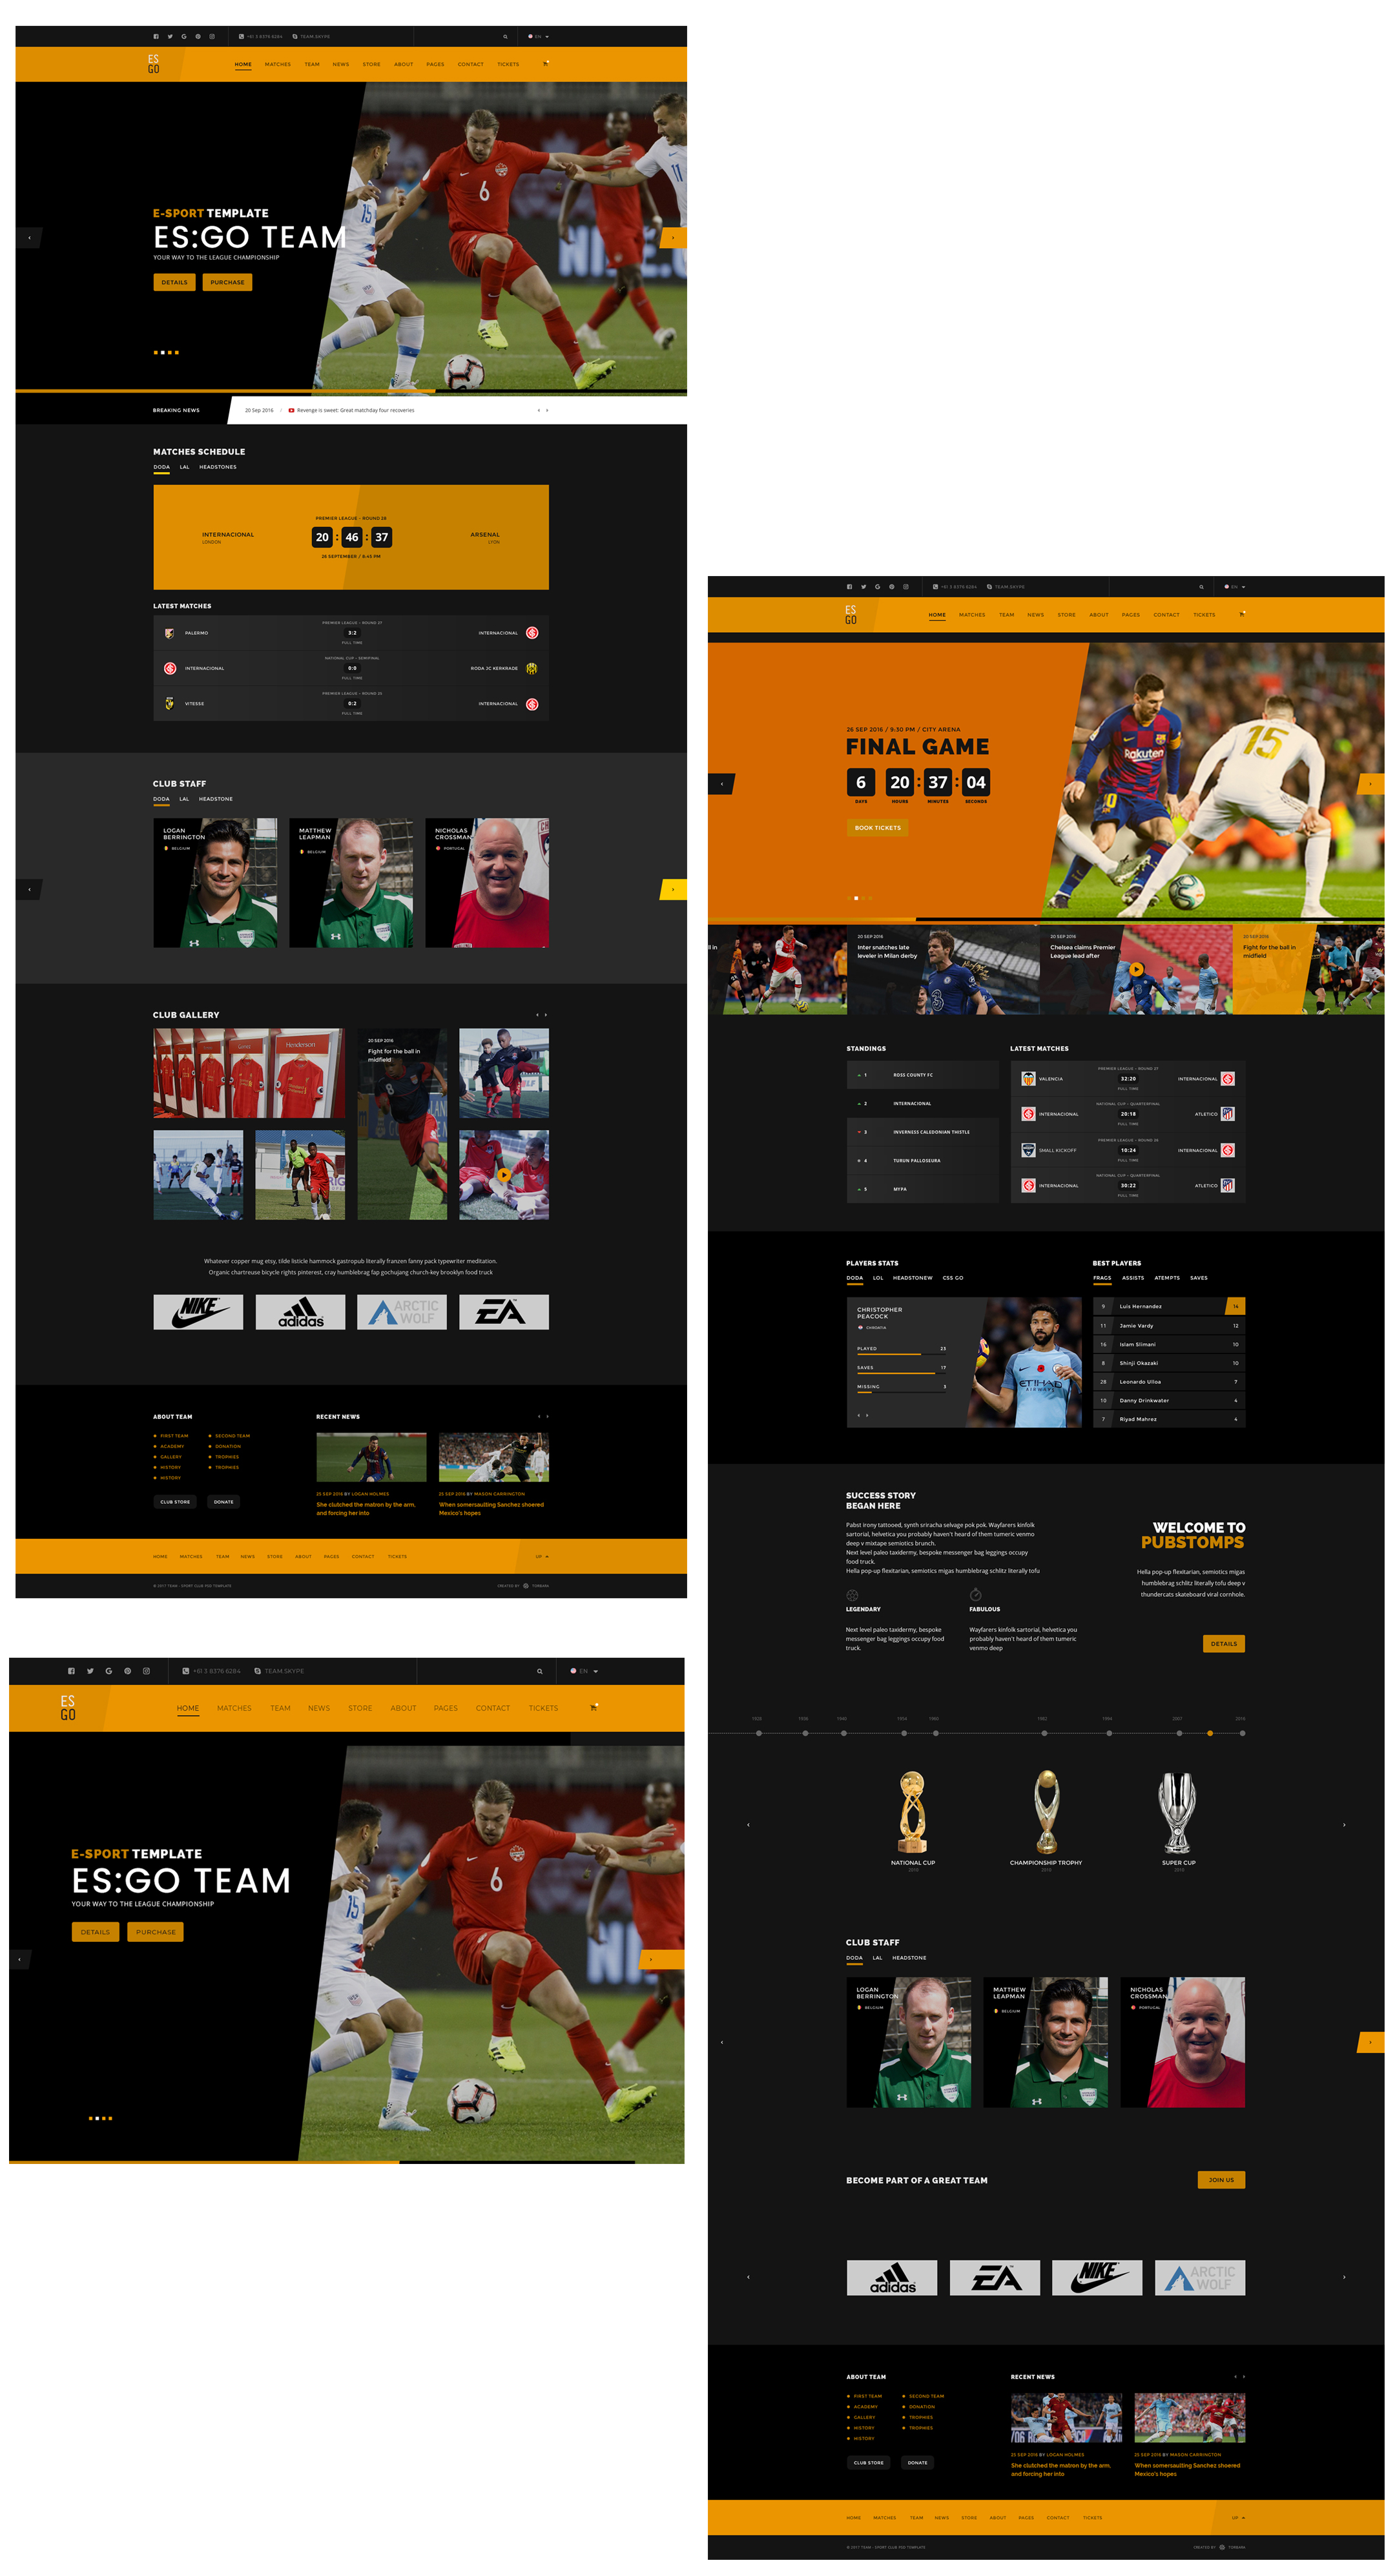 +61 3 8376 6284 TEAM.SKYPE EN
ES
GO
HOME MATCHES TEAM NEWS STORE ABOUT PAGES CONTACT TICKETS
E-SPORT TEMPLATE
ES:GO TEAM
YOUR WAY TO THE LEAGUE CHAMPIONSHIP
DETAILS PURCHASE
6
15
11
BREAKING NEWS 20 Sep 2016 / Revenge is sweet: Great matchday four recoveries
MATCHES SCHEDULE
DODA LAL HEADSTONES
PREMIER LEAGUE - ROUND 28
INTERNACIONAL 20 : 46 : 37 ARSENAL
LONDON LYON
26 SEPTEMBER / 6:45 PM
LATEST MATCHES
PREMIER LEAGUE - ROUND 27
PALERMO 3:2 INTERNACIONAL
FULL TIME
NATIONAL CUP - SEMIFINAL
INTERNACIONAL 0:0 RODA JC KERKRADE
FULL TIME
PREMIER LEAGUE - ROUND 25
VITESSE 0:2 INTERNACIONAL
FULL TIME
CLUB STAFF
DODA LAL HEADSTONE
LOGAN
BERRINGTON
BELGIUM
MATTHEW
LEAPMAN
BELGIUM
NICHOLAS
CROSSMAN
PORTUGAL
CLUB GALLERY
Henderson
20 SEP 2016
Fight for the ball in
midfield
Whatever copper mug etsy, tilde listicle hammock gastropub literally franzen fanny pack typewriter meditation.
Organic chartreuse bicycle rights pinterest, cray humblebrag fap gochujang church-key brooklyn food truck
NIKE adidas ARCTIC WOLF EA
ABOUT TEAM
FIRST TEAM SECOND TEAM
ACADEMY DONATION
GALLERY TROPHIES
HISTORY TROPHIES
HISTORY
CLUB STORE DONATE
RECENT NEWS
25 SEP 2016 BY LOGAN HOLMES
She clutched the matron by the arm,
and forcing her into
25 SEP 2016 BY MASON CARRINGTON
When somersaulting Sanchez shoered
Mexico's hopes
HOME MATCHES TEAM NEWS STORE ABOUT PAGES CONTACT TICKETS UP
© 2017 TEAM - SPORT CLUB PSD TEMPLATE CREATED BY TORBARA
+61 3 8376 6284 TEAM.SKYPE EN
ES
GO
HOME MATCHES TEAM NEWS STORE ABOUT PAGES CONTACT TICKETS
E-SPORT TEMPLATE
ES:GO TEAM
YOUR WAY TO THE LEAGUE CHAMPIONSHIP
DETAILS PURCHASE
6
15
+61 3 8376 6284 TEAM.SKYPE EN
ES
GO
HOME MATCHES TEAM NEWS STORE ABOUT PAGES CONTACT TICKETS
26 SEP 2016 / 9:30 PM / CITY ARENA
FINAL GAME
6 20 : 37 : 04
DAYS HOURS MINUTES SECONDS
BOOK TICKETS
Rakuten
10
15
ll in
20 SEP 2016
Inter snatches late
leveler in Milan derby
20 SEP 2016
Chelsea claims Premier
League lead after
20 SEP 2016
Fight for the ball in
midfield
STANDINGS
1 ROSS COUNTY FC
2 INTERNACIONAL
3 INVERNESS CALEDONIAN THISTLE
4 TURUN PALLOSEURA
5 MYPA
LATEST MATCHES
PREMIER LEAGUE - ROUND 27
VALENCIA 32:20 INTERNACIONAL
FULL TIME
NATIONAL CUP - QUARTERFINAL
INTERNACIONAL 20:18 ATLETICO
FULL TIME
PREMIER LEAGUE - ROUND 26
SMALL KICKOFF 10:24 INTERNACIONAL
FULL TIME
NATIONAL CUP - QUARTERFINAL
INTERNACIONAL 30:22 ATLETICO
FULL TIME
PLAYERS STATS
DODA LOL HEADSTONEW CSS GO
CHRISTOPHER
PEACOCK
CHROATIA
PLAYED 23
SAVES 17
MISSING 3
ETIHAD
AIRWAYS
BEST PLAYERS
FRAGS ASSISTS ATEMPTS SAVES
9 Luis Hernandez 14
11 Jamie Vardy 12
16 Islam Slimani 10
8 Shinji Okazaki 10
28 Leonardo Ulloa 7
10 Danny Drinkwater 4
7 Riyad Mahrez 4
SUCCESS STORY
BEGAN HERE
Pabst irony tattooed, synth sriracha selvage pok pok. Wayfarers kinfolk
sartorial, helvetica you probably haven't heard of them tumeric venmo
deep v mixtape semiotics brunch.
Next level paleo taxidermy, bespoke messenger bag leggings occupy
food truck.
Hella pop-up flexitarian, semiotics migas humblebrag schlitz literally tofu
LEGENDARY
Next level paleo taxidermy, bespoke
messenger bag leggings occupy food
truck.
FABULOUS
Wayfarers kinfolk sartorial, helvetica you
probably haven't heard of them tumeric
venmo deep
WELCOME TO
PUBSTOMPS
Hella pop-up flexitarian, semiotics migas
humblebrag schlitz literally tofu deep v
thundercats skateboard viral cornhole.
DETAILS
NATIONAL CUP
2010
CHAMPIONSHIP TROPHY
2010
SUPER CUP
2010
CLUB STAFF
DODA LAL HEADSTONE
LOGAN
BERRINGTON
BELGIUM
MATTHEW
LEAPMAN
BELGIUM
NICHOLAS
CROSSMAN
PORTUGAL
BECOME PART OF A GREAT TEAM JOIN US
adidas EA NIKE ARCTIC WOLF
ABOUT TEAM
FIRST TEAM SECOND TEAM
ACADEMY DONATION
GALLERY TROPHIES
HISTORY TROPHIES
HISTORY
CLUB STORE DONATE
RECENT NEWS
25 SEP 2016 BY LOGAN HOLMES
She clutched the matron by the arm,
and forcing her into
25 SEP 2016 BY MASON CARRINGTON
When somersaulting Sanchez shoered
Mexico's hopes
HOME MATCHES TEAM NEWS STORE ABOUT PAGES CONTACT TICKETS UP
© 2017 TEAM - SPORT CLUB PSD TEMPLATE CREATED BY TORBARA